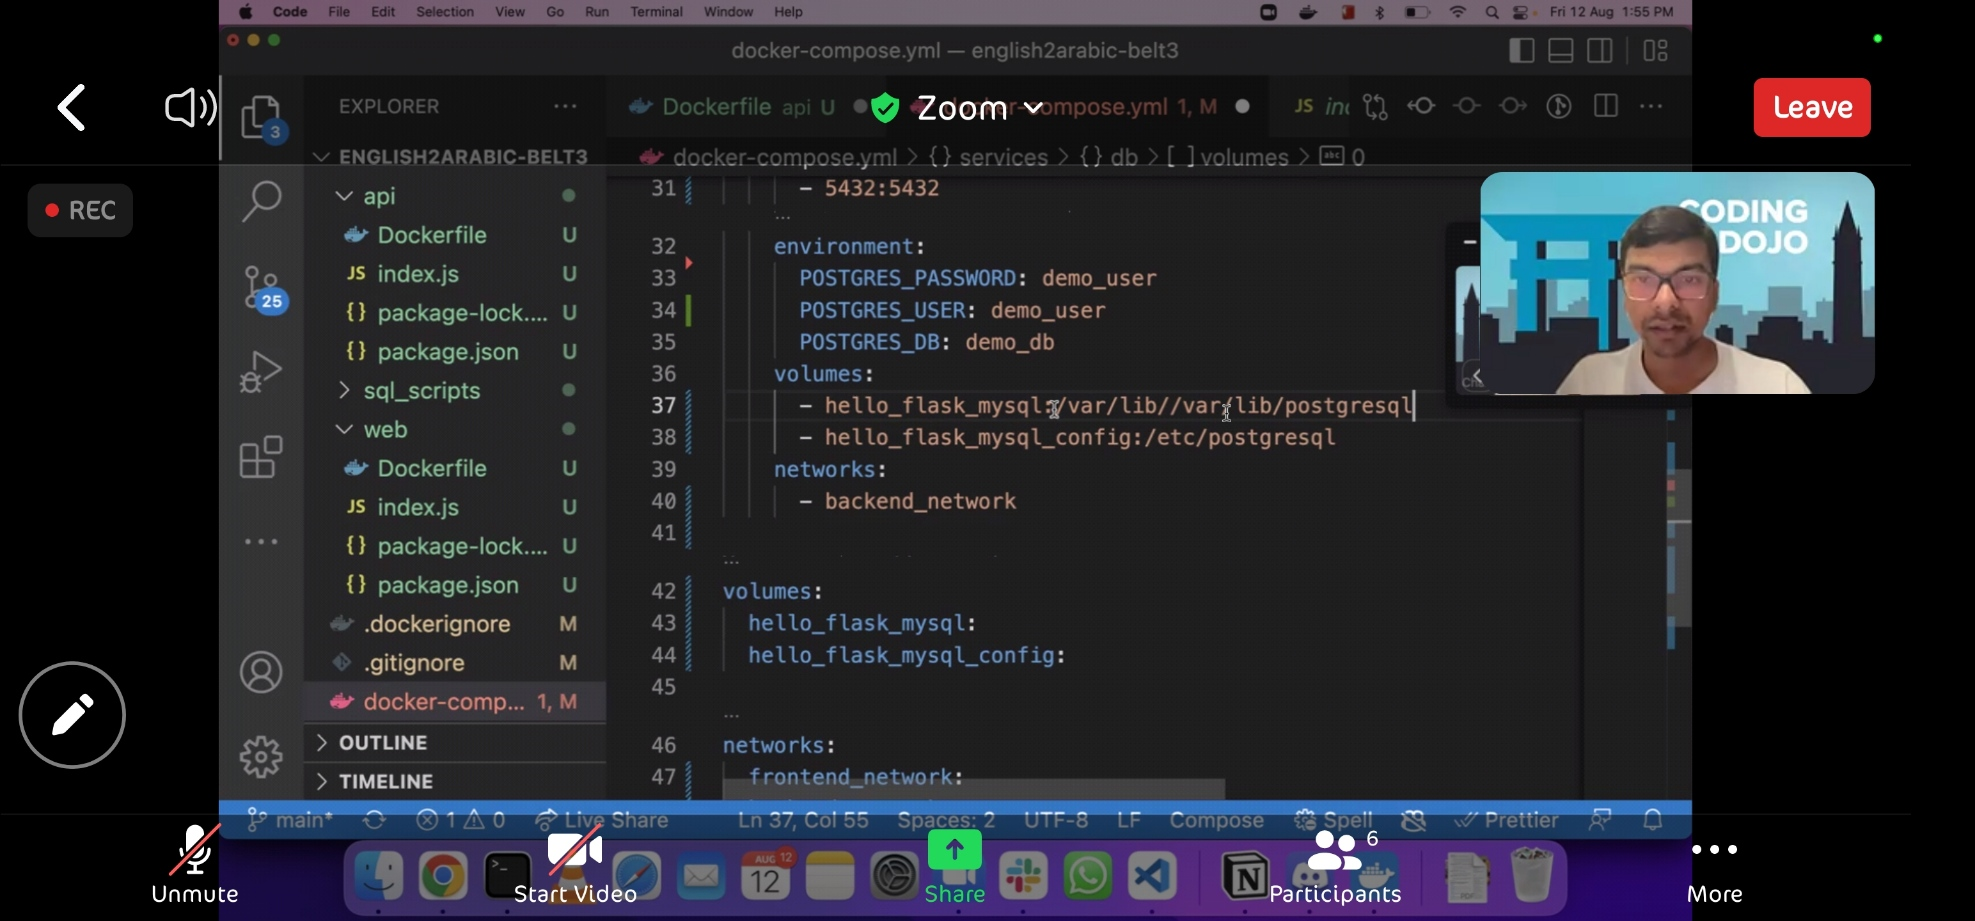 Code File Edit Selection View Go Run Terminal Window Help Fri 12 Aug 1:55 PM
docker-compose.yml — english2arabic-belt3
EXPLORER
Dockerfile api U
Zoom
docker-compose.yml 1, M
JS
Leave
3
ENGLISH2ARABIC-BELT3
docker-compose.yml > {} services > {} db > [ ] volumes > abc 0
REC
api
Dockerfile U
JS index.js U
{} package-lock.... U
{} package.json U
sql_scripts
web
Dockerfile U
JS index.js U
{} package-lock.... U
{} package.json U
.dockerignore M
.gitignore M
docker-comp... 1, M
OUTLINE
TIMELINE
25
31 - 5432:5432
32 environment:
33 POSTGRES_PASSWORD: demo_user
34 POSTGRES_USER: demo_user
35 POSTGRES_DB: demo_db
36 volumes:
37 - hello_flask_mysql:/var/lib//var/lib/postgresql
38 - hello_flask_mysql_config:/etc/postgresql
39 networks:
40 - backend_network
41
42 volumes:
43 hello_flask_mysql:
44 hello_flask_mysql_config:
45
46 networks:
47 frontend_network:
CODING
DOJO
main* 1 0 Live Share Ln 37, Col 55 Spaces: 2 UTF-8 LF Compose Spell Prettier
AUG 12
12
6
Unmute
Start Video
Share
Participants
More